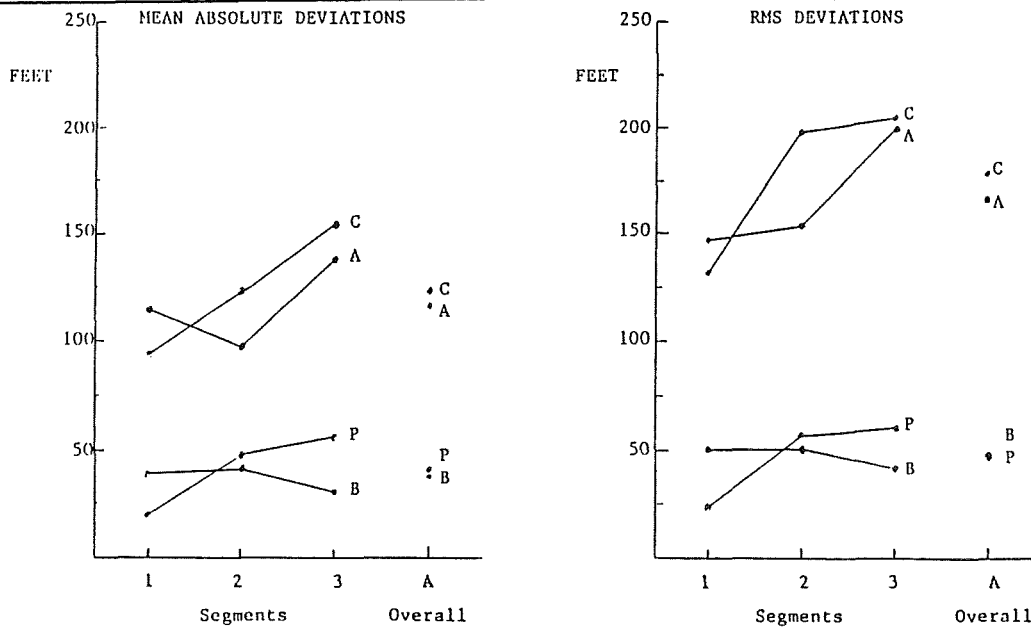 MEAN ABSOLUTE DEVIATIONS
250
FEET
200
150
100
50
C
A
P
B
C
A
P
B
1 2 3 A
Segments Overall
RMS DEVIATIONS
250
FEET
200
150
100
50
C
A
P
B
C
A
B
P
1 2 3 A
Segments Overall